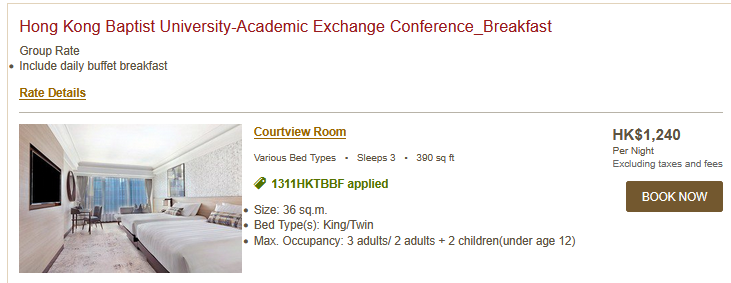 Hong Kong Baptist University-Academic Exchange Conference_Breakfast
Group Rate
• Include daily buffet breakfast
Rate Details
Courtview Room
Various Bed Types • Sleeps 3 • 390 sq ft
1311HKTBBF applied
• Size: 36 sq.m.
• Bed Type(s): King/Twin
• Max. Occupancy: 3 adults/ 2 adults + 2 children(under age 12)
HK$1,240
Per Night
Excluding taxes and fees
BOOK NOW